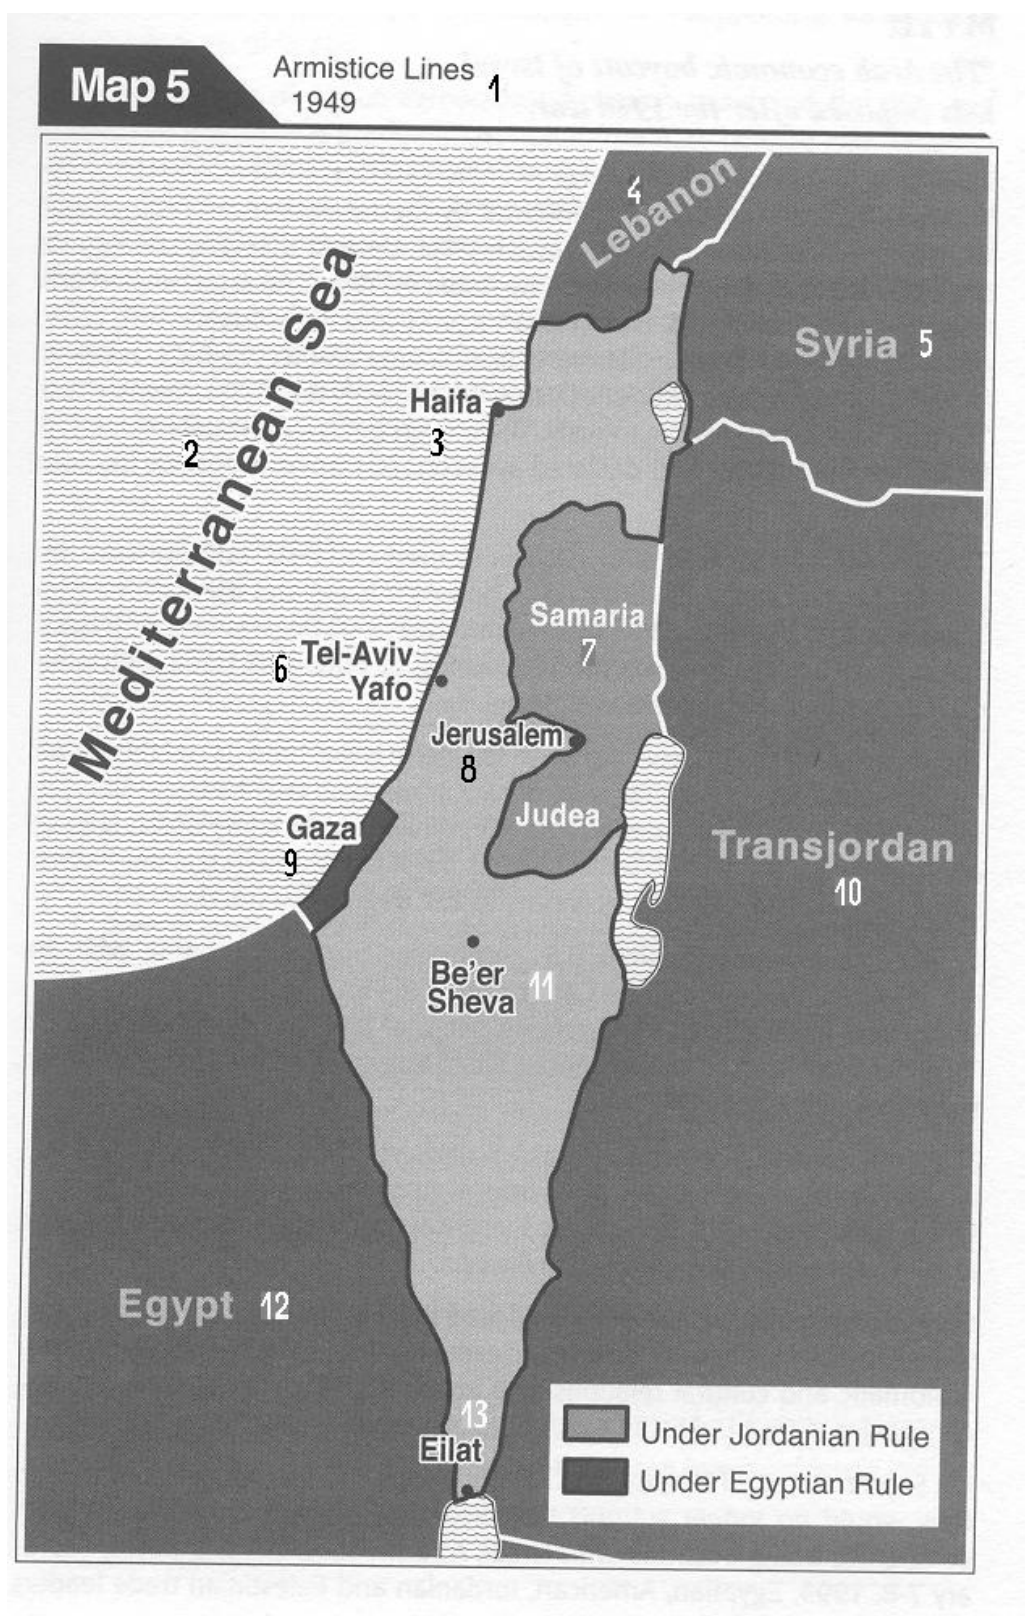 Map 5
Armistice Lines 1
1949
4
Lebanon
Mediterranean Sea
2
Syria 5
Haifa
3
Samaria
7
6 Tel-Aviv
Yafo
Jerusalem
8
Judea
Gaza
9
Transjordan
10
Be'er
Sheva 11
Egypt 12
13
Eilat
Under Jordanian Rule
Under Egyptian Rule